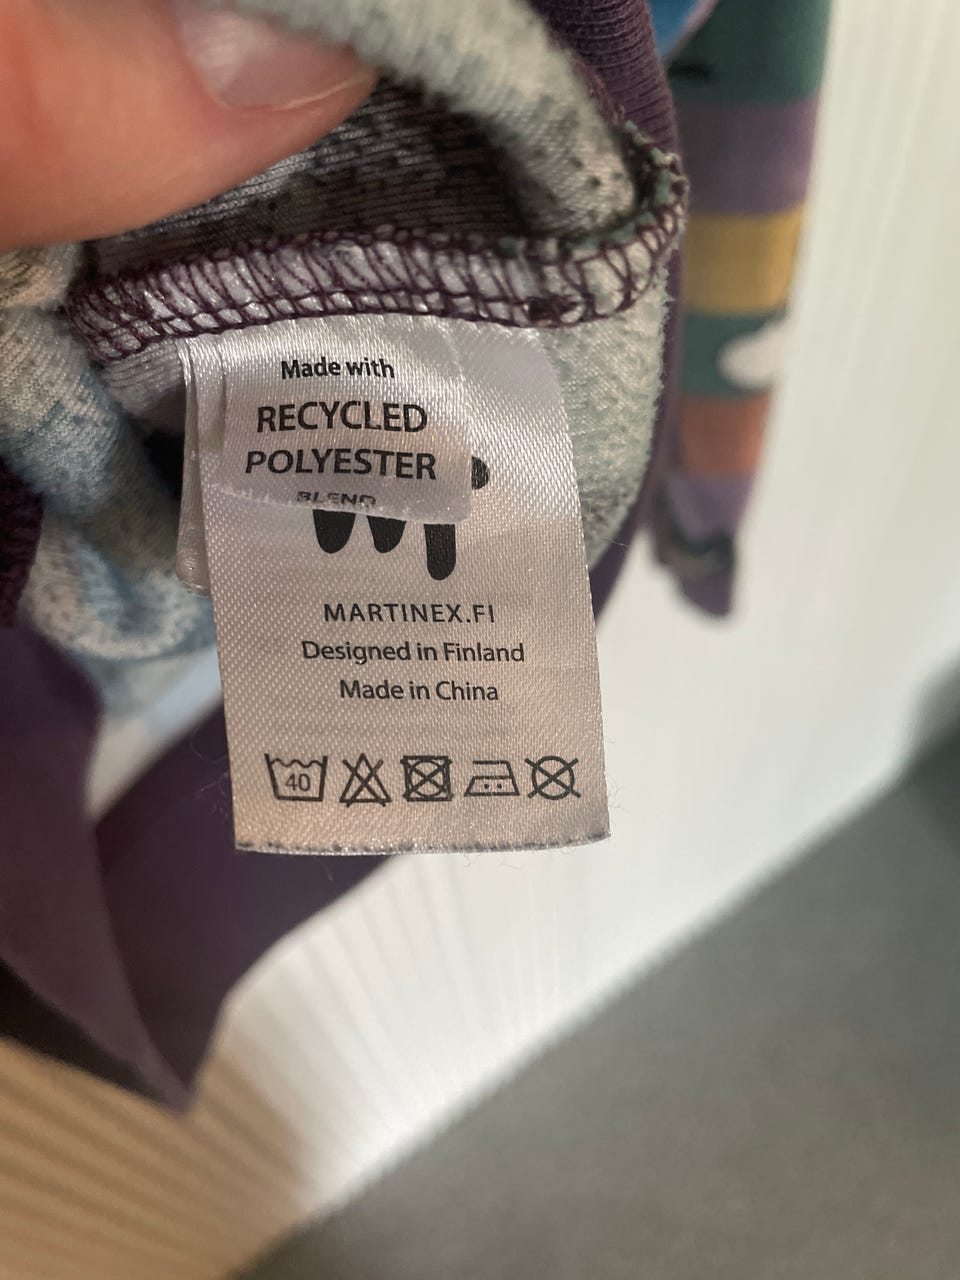 Made with
RECYCLED
POLYESTER
BLEND
MARTINEX.FI
Designed in Finland
Made in China
40